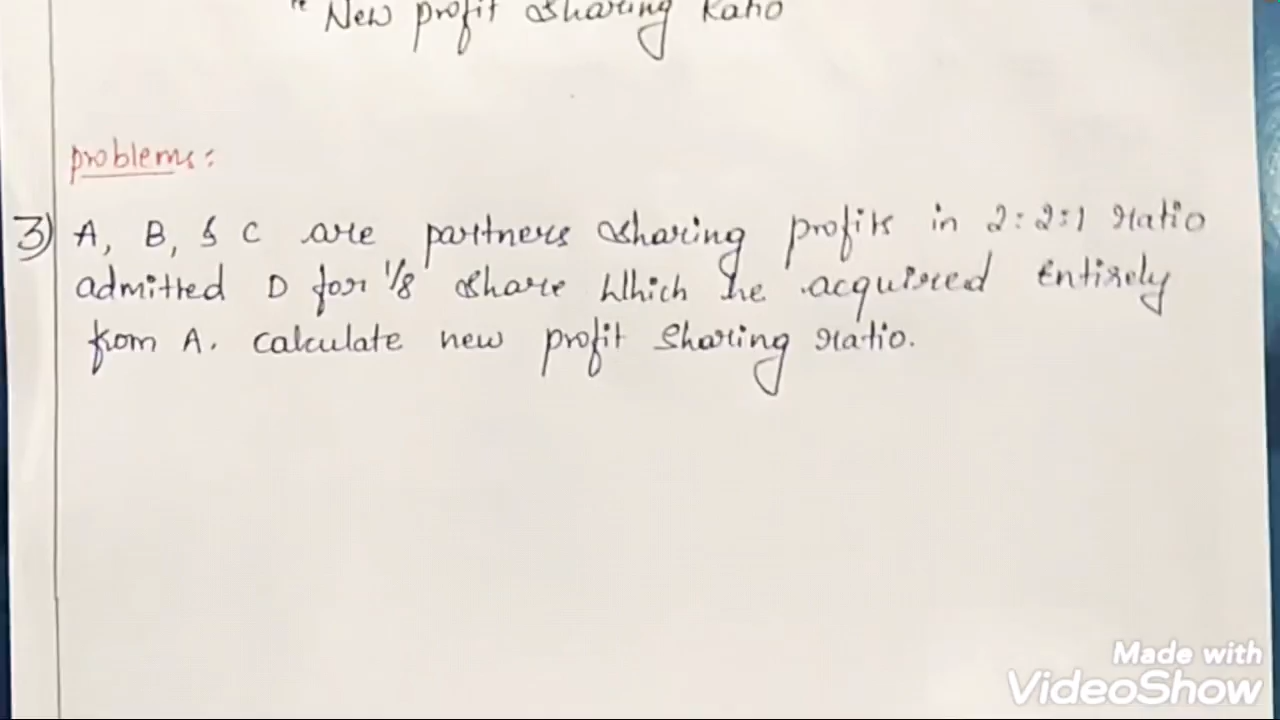 New profit sharing Ratio
problems:
3) A, B, & C are partners sharing profits in 2:2:1 ratio
admitted D for 1/8 share which he acquired entirely
from A. calculate new profit sharing ratio.
Made with
VideoShow